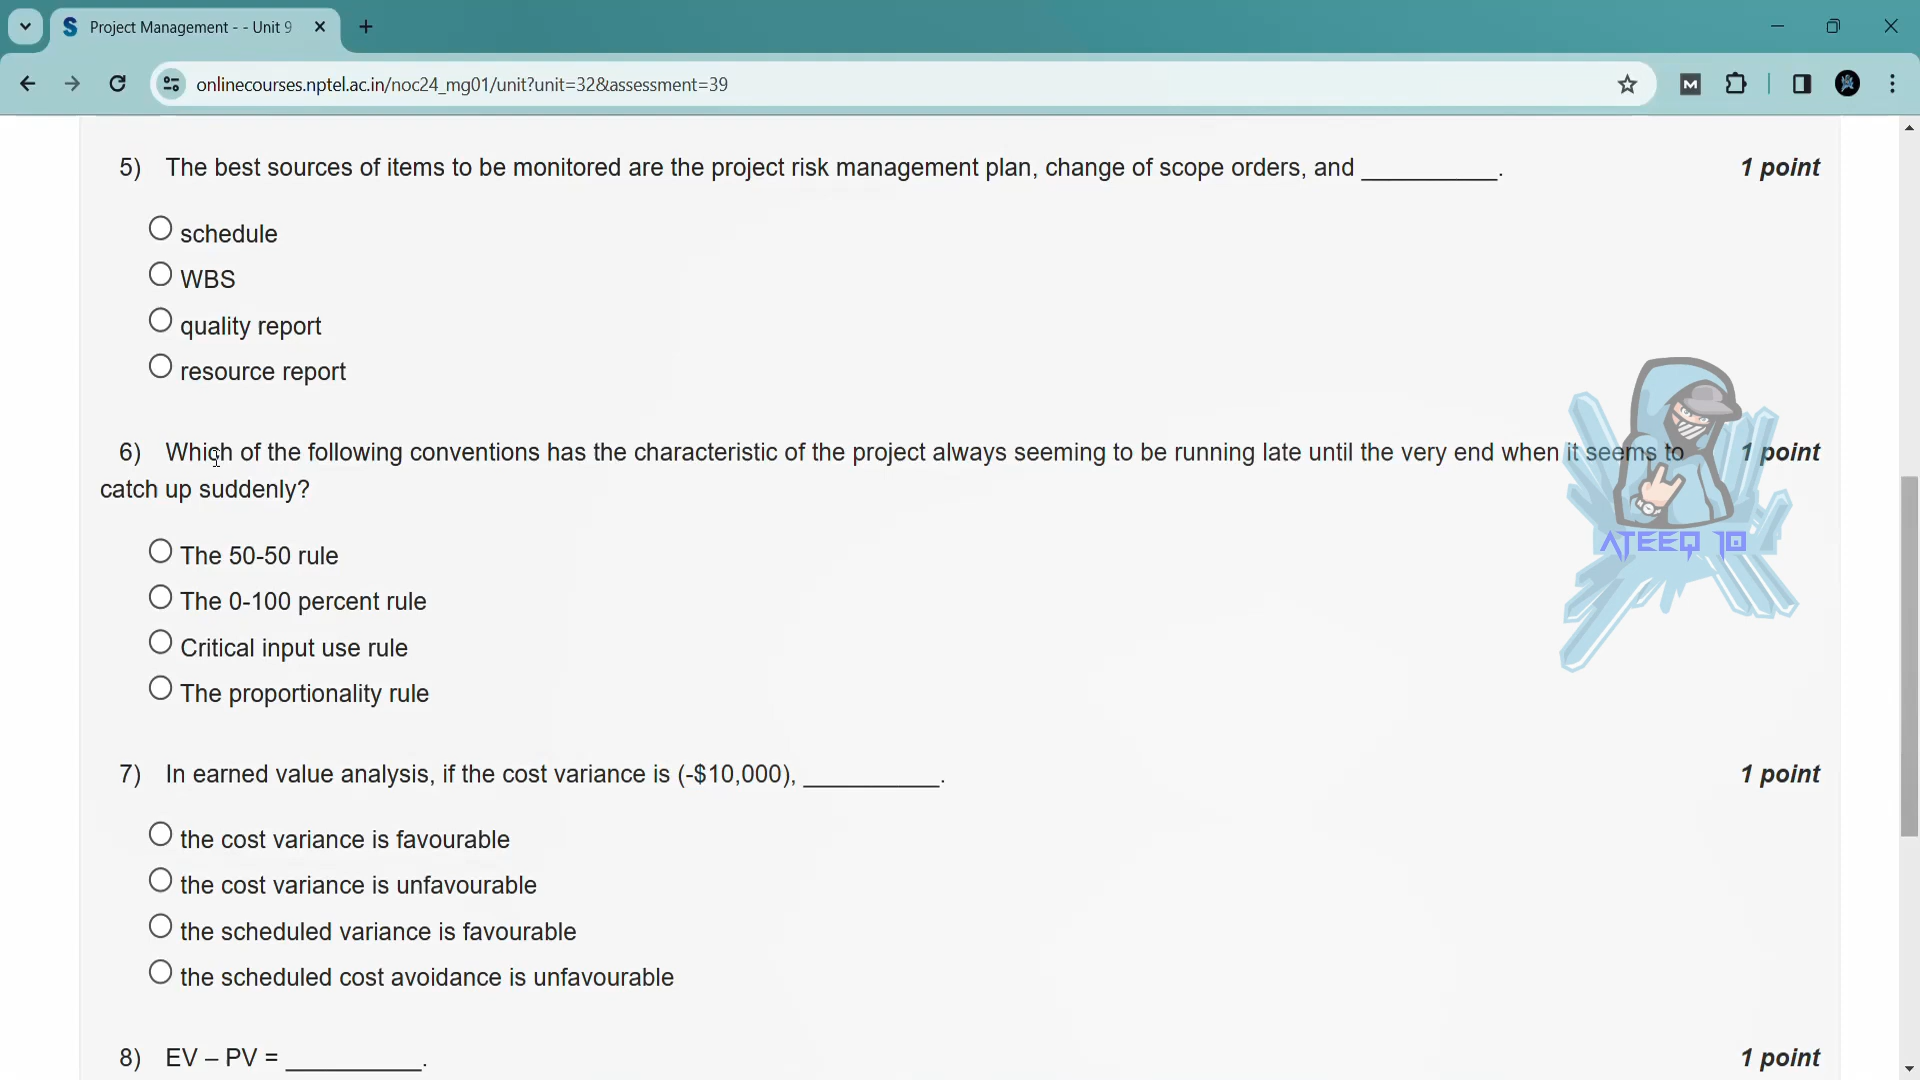 Project Management - - Unit 9
onlinecourses.nptel.ac.in/noc24_mg01/unit?unit=32&assessment=39
5) The best sources of items to be monitored are the project risk management plan, change of scope orders, and __________. 1 point
schedule
WBS
quality report
resource report
6) Which of the following conventions has the characteristic of the project always seeming to be running late until the very end when it seems to 1 point
catch up suddenly?
ATEEQ 10
The 50-50 rule
The 0-100 percent rule
Critical input use rule
The proportionality rule
7) In earned value analysis, if the cost variance is (-$10,000), __________. 1 point
the cost variance is favourable
the cost variance is unfavourable
the scheduled variance is favourable
the scheduled cost avoidance is unfavourable
8) EV – PV = __________. 1 point